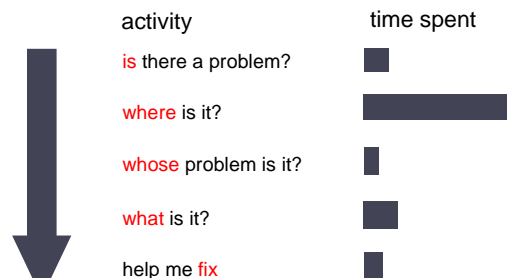 activity time spent
is there a problem?
where is it?
whose problem is it?
what is it?
help me fix